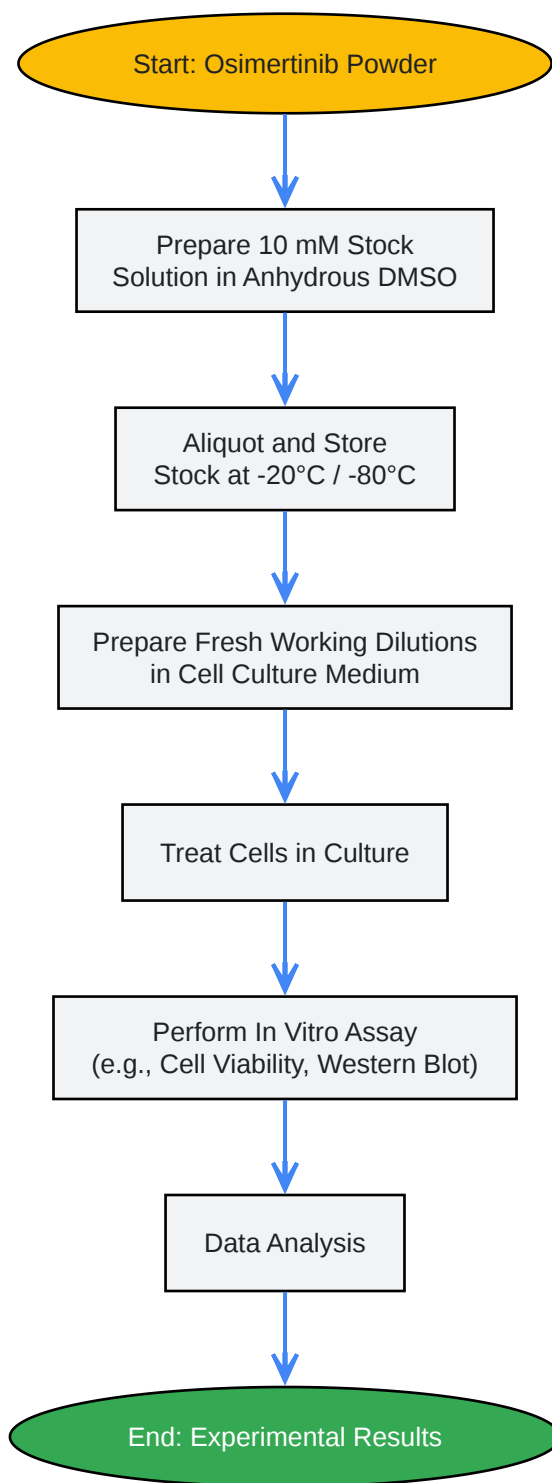 Start: Osimertinib Powder
Prepare 10 mM Stock
Solution in Anhydrous DMSO
Aliquot and Store
Stock at -20°C / -80°C
Prepare Fresh Working Dilutions
in Cell Culture Medium
Treat Cells in Culture
Perform In Vitro Assay
(e.g., Cell Viability, Western Blot)
Data Analysis
End: Experimental Results